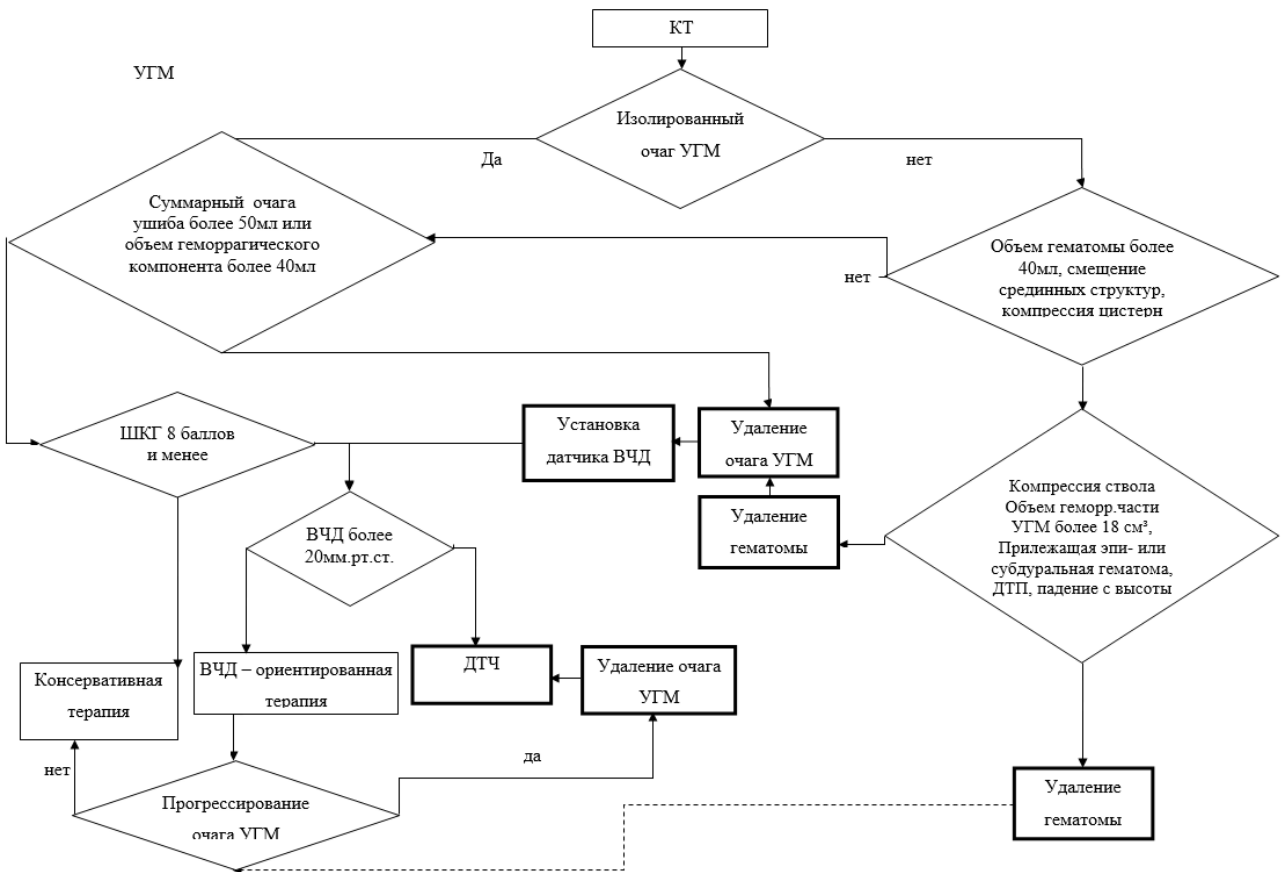 КТ
УГМ
Изолированный
очаг УГМ
Да
нет
Суммарный очага
ушиба более 50мл или
объем геморрагического
компонента более 40мл
Объем гематомы более
40мл, смещение
срединных структур,
компрессия цистерн
нет
ШКГ 8 баллов
и менее
Установка
датчика ВЧД
Удаление
очага УГМ
Удаление
гематомы
Компрессия ствола
Объем геморр.части
УГМ более 18 см³,
Прилежащая эпи- или
субдуральная гематома,
ДТП, падение с высоты
ВЧД более
20мм.рт.ст.
Консервативная
терапия
ВЧД – ориентированная
терапия
ДТЧ
Удаление очага
УГМ
нет
да
Прогрессирование
очага УГМ
Удаление
гематомы